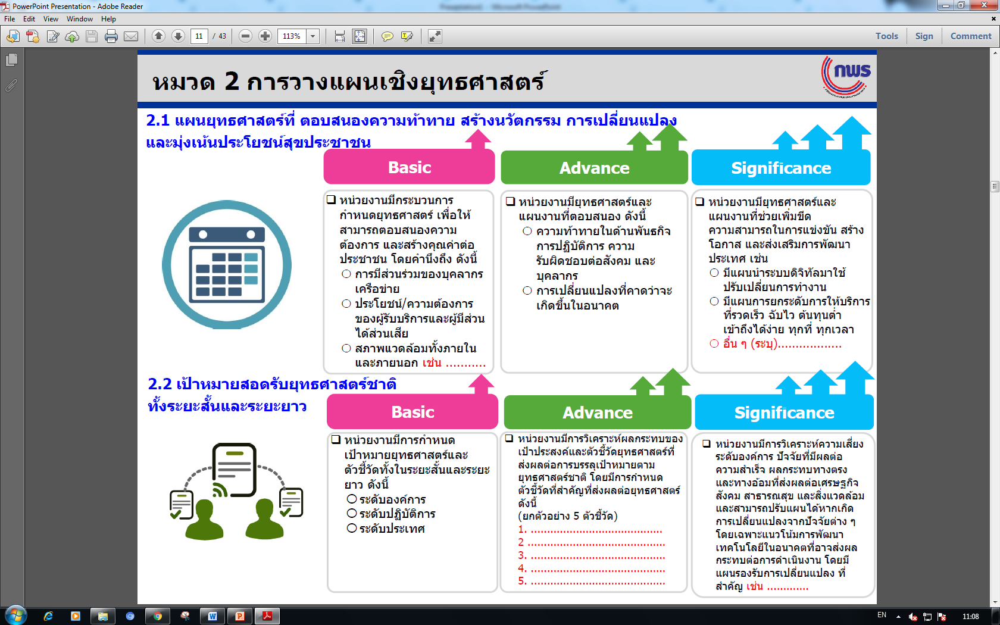 PowerPoint Presentation - Adobe Reader
File Edit View Window Help
11 / 43 113% Tools Sign Comment
หมวด 2 การวางแผนเชิงยุทธศาสตร์
กพร
2.1 แผนยุทธศาสตร์ที่ ตอบสนองความท้าทาย สร้างนวัตกรรม การเปลี่ยนแปลง
และมุ่งเน้นประโยชน์สุขประชาชน
Basic
หน่วยงานมีกระบวนการ
กำหนดยุทธศาสตร์ เพื่อให้
สามารถตอบสนองความ
ต้องการ และสร้างคุณค่าต่อ
ประชาชน โดยคำนึงถึง ดังนี้
การมีส่วนร่วมของบุคลากร
เครือข่าย
ประโยชน์/ความต้องการ
ของผู้รับบริการและผู้มีส่วน
ได้ส่วนเสีย
สภาพแวดล้อมทั้งภายใน
และภายนอก เช่น ...........
Advance
หน่วยงานมียุทธศาสตร์และ
แผนงานที่ตอบสนอง ดังนี้
ความท้าทายในด้านพันธกิจ
การปฏิบัติการ ความ
รับผิดชอบต่อสังคม และ
บุคลากร
การเปลี่ยนแปลงที่คาดว่าจะ
เกิดขึ้นในอนาคต
Significance
หน่วยงานมียุทธศาสตร์และ
แผนงานที่ช่วยเพิ่มขีด
ความสามารถในการแข่งขัน สร้าง
โอกาส และส่งเสริมการพัฒนา
ประเทศ เช่น
มีแผนนำระบบดิจิทัลมาใช้
ปรับเปลี่ยนการทำงาน
มีแผนการยกระดับการให้บริการ
ที่รวดเร็ว ฉับไว ต้นทุนต่ำ
เข้าถึงได้ง่าย ทุกที่ ทุกเวลา
อื่น ๆ (ระบุ)..................
2.2 เป้าหมายสอดรับยุทธศาสตร์ชาติ
ทั้งระยะสั้นและระยะยาว
Basic
หน่วยงานมีการกำหนด
เป้าหมายยุทธศาสตร์และ
ตัวชี้วัดทั้งในระยะสั้นและระยะ
ยาว ดังนี้
ระดับองค์การ
ระดับปฏิบัติการ
ระดับประเทศ
Advance
หน่วยงานมีการวิเคราะห์ผลกระทบของ
เป้าประสงค์และตัวชี้วัดยุทธศาสตร์ที่
ส่งผลต่อการบรรลุเป้าหมายตาม
ยุทธศาสตร์ชาติ โดยมีการกำหนด
ตัวชี้วัดที่สำคัญที่ส่งผลต่อยุทธศาสตร์
ดังนี้
(ยกตัวอย่าง 5 ตัวชี้วัด)
1. .......................................
2 .........................................
3. ........................................
4. ........................................
5. ........................................
Significance
หน่วยงานมีการวิเคราะห์ความเสี่ยง
ระดับองค์การ ปัจจัยที่มีผลต่อ
ความสำเร็จ ผลกระทบทางตรง
และทางอ้อมที่ส่งผลต่อเศรษฐกิจ
สังคม สาธารณสุข และสิ่งแวดล้อม
และสามารถปรับแผนได้หากเกิด
การเปลี่ยนแปลงจากปัจจัยต่าง ๆ
โดยเฉพาะแนวโน้มการพัฒนา
เทคโนโลยีในอนาคตที่อาจส่งผล
กระทบต่อการดำเนินงาน โดยมี
แผนรองรับการเปลี่ยนแปลง ที่
สำคัญ เช่น .............
EN 11:08